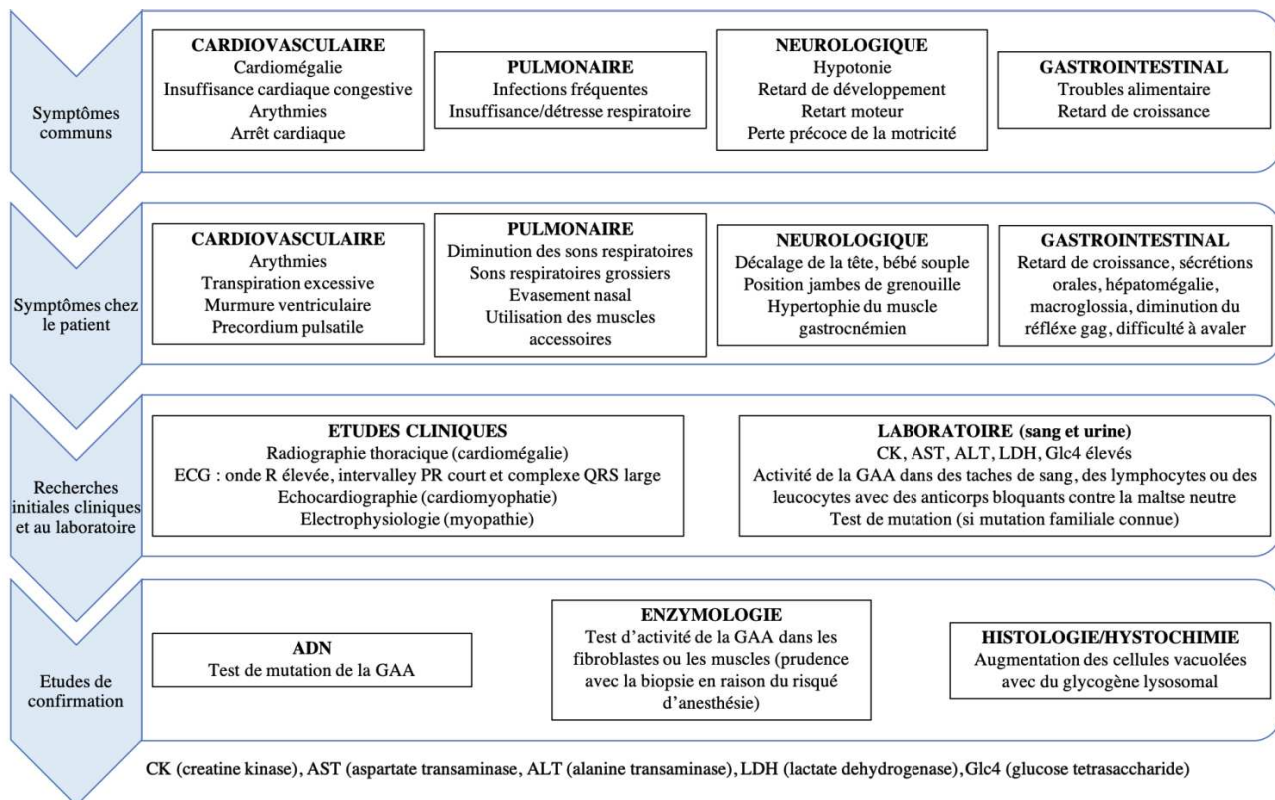 Symptômes
communs
CARDIOVASCULAIRE
Cardiomégalie
Insuffisance cardiaque congestive
Arythmies
Arrêt cardiaque
PULMONAIRE
Infections fréquentes
Insuffisance/détresse respiratoire
NEUROLOGIQUE
Hypotonie
Retard de développement
Retart moteur
Perte précoce de la motricité
GASTROINTESTINAL
Troubles alimentaire
Retard de croissance
Symptômes chez
le patient
CARDIOVASCULAIRE
Arythmies
Transpiration excessive
Murmure ventriculaire
Precordium pulsatile
PULMONAIRE
Diminution des sons respiratoires
Sons respiratoires grossiers
Evasement nasal
Utilisation des muscles
accessoires
NEUROLOGIQUE
Décalage de la tête, bébé souple
Position jambes de grenouille
Hypertophie du muscle
gastrocnémien
GASTROINTESTINAL
Retard de croissance, sécrétions
orales, hépatomégalie,
macroglossia, diminution du
réfléxe gag, difficulté à avaler
Recherches
initiales cliniques
et au laboratoire
ETUDES CLINIQUES
Radiographie thoracique (cardiomégalie)
ECG : onde R élevée, intervalley PR court et complexe QRS large
Echocardiographie (cardiomyophatie)
Electrophysiologie (myopathie)
LABORATOIRE (sang et urine)
CK, AST, ALT, LDH, Glc4 élevés
Activité de la GAA dans des taches de sang, des lymphocytes ou des
leucocytes avec des anticorps bloquants contre la maltse neutre
Test de mutation (si mutation familiale connue)
Etudes de
confirmation
ADN
Test de mutation de la GAA
ENZYMOLOGIE
Test d'activité de la GAA dans les
fibroblastes ou les muscles (prudence
avec la biopsie en raison du risqué
d'anesthésie)
HISTOLOGIE/HYSTOCHIMIE
Augmentation des cellules vacuolées
avec du glycogène lysosomal
CK (creatine kinase), AST (aspartate transaminase, ALT (alanine transaminase), LDH (lactate dehydrogenase), Glc4 (glucose tetrasaccharide)